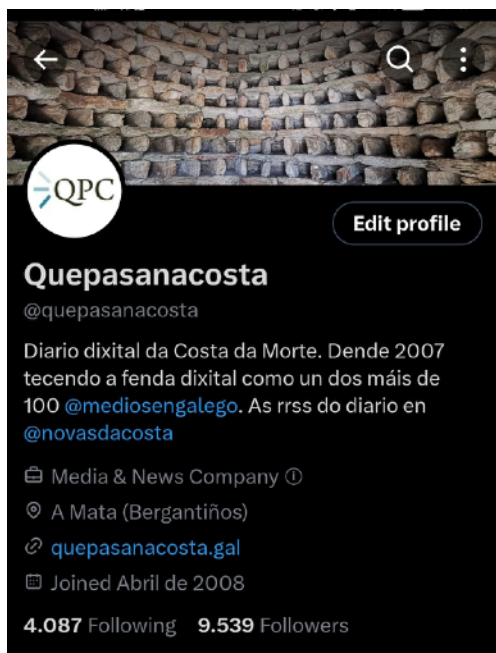 QPC
Edit profile
Quepasanacosta
@quepasanacosta
Diario dixital da Costa da Morte. Dende 2007
tecendo a fenda dixital como un dos máis de
100 @mediosengalego. As rrss do diario en
@novasdacosta
Media & News Company
A Mata (Bergantiños)
quepasanacosta.gal
Joined Abril de 2008
4.087 Following 9.539 Followers